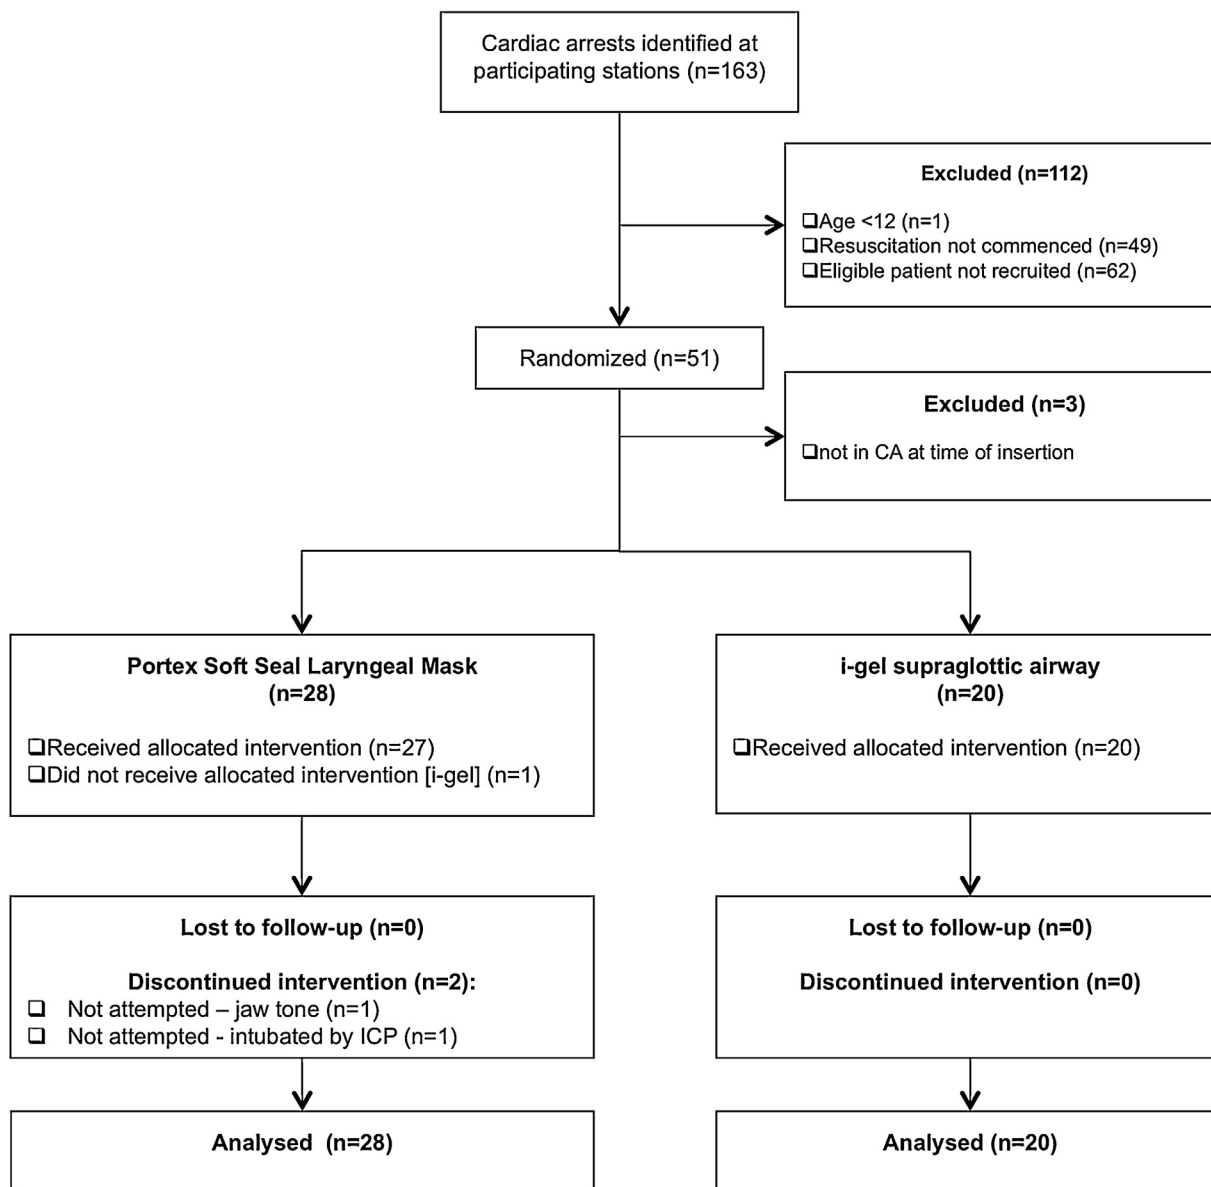 Cardiac arrests identified at
participating stations (n=163)
Excluded (n=112)
❑Age <12 (n=1)
❑Resuscitation not commenced (n=49)
❑Eligible patient not recruited (n=62)
Randomized (n=51)
Excluded (n=3)
❑not in CA at time of insertion
Portex Soft Seal Laryngeal Mask
(n=28)
❑Received allocated intervention (n=27)
❑Did not receive allocated intervention [i-gel] (n=1)
i-gel supraglottic airway
(n=20)
❑Received allocated intervention (n=20)
Lost to follow-up (n=0)
Discontinued intervention (n=2):
❑ Not attempted – jaw tone (n=1)
❑ Not attempted - intubated by ICP (n=1)
Lost to follow-up (n=0)
Discontinued intervention (n=0)
Analysed (n=28)
Analysed (n=20)